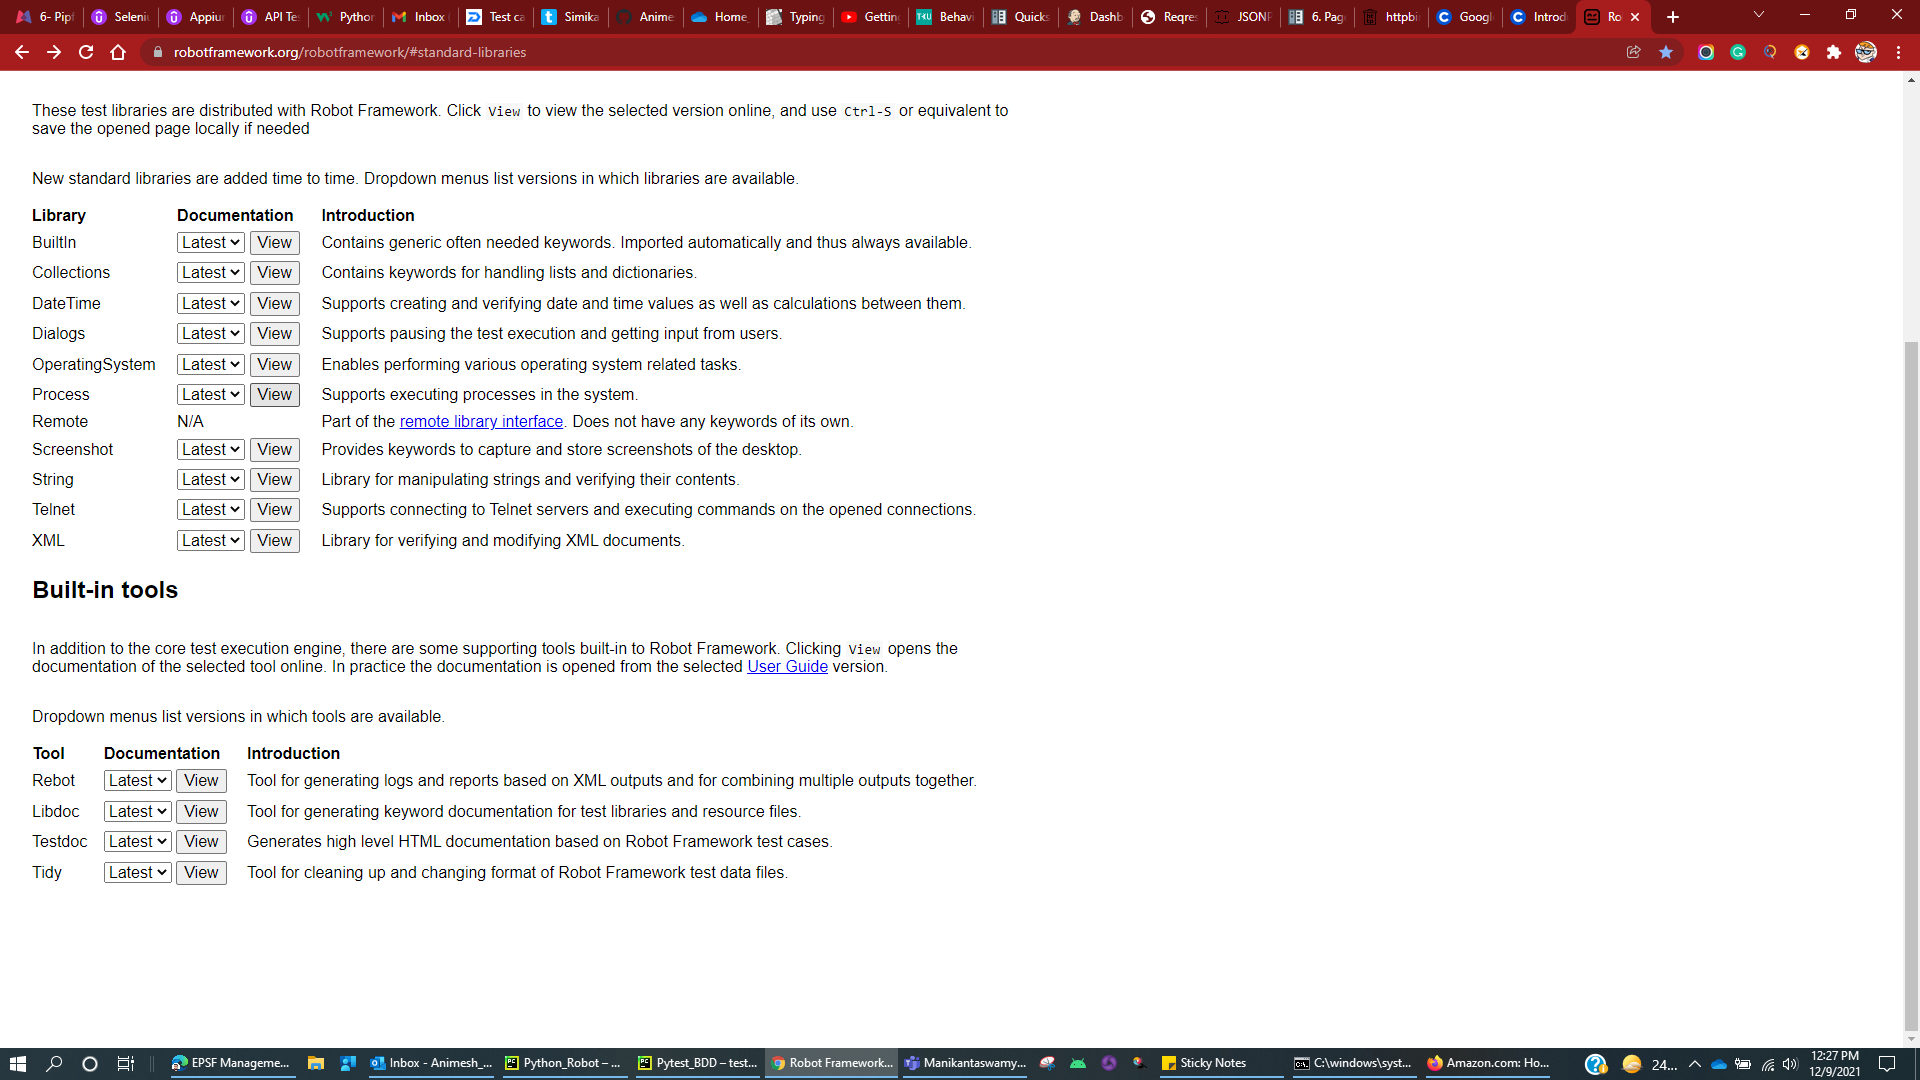 6- Pipf
Seleniu
Appiur
API Te:
Pythor
Inbox (
Test ca
Simika
Anime
Home,
Typing
Getting
Behavi
Quicks
Dashb
Reqres
JSONF
6. Page
httpbi
Googl
Introdu
Ro
robotframework.org/robotframework/#standard-libraries
These test libraries are distributed with Robot Framework. Click View to view the selected version online, and use Ctrl-S or equivalent to
save the opened page locally if needed
New standard libraries are added time to time. Dropdown menus list versions in which libraries are available.
Library Documentation Introduction
BuiltIn Latest View Contains generic often needed keywords. Imported automatically and thus always available.
Collections Latest View Contains keywords for handling lists and dictionaries.
DateTime Latest View Supports creating and verifying date and time values as well as calculations between them.
Dialogs Latest View Supports pausing the test execution and getting input from users.
OperatingSystem Latest View Enables performing various operating system related tasks.
Process Latest View Supports executing processes in the system.
Remote N/A Part of the remote library interface. Does not have any keywords of its own.
Screenshot Latest View Provides keywords to capture and store screenshots of the desktop.
String Latest View Library for manipulating strings and verifying their contents.
Telnet Latest View Supports connecting to Telnet servers and executing commands on the opened connections.
XML Latest View Library for verifying and modifying XML documents.
Built-in tools
In addition to the core test execution engine, there are some supporting tools built-in to Robot Framework. Clicking View opens the
documentation of the selected tool online. In practice the documentation is opened from the selected User Guide version.
Dropdown menus list versions in which tools are available.
Tool Documentation Introduction
Rebot Latest View Tool for generating logs and reports based on XML outputs and for combining multiple outputs together.
Libdoc Latest View Tool for generating keyword documentation for test libraries and resource files.
Testdoc Latest View Generates high level HTML documentation based on Robot Framework test cases.
Tidy Latest View Tool for cleaning up and changing format of Robot Framework test data files.
EPSF Manageme...
Inbox - Animesh_...
Python_Robot – ...
Pytest_BDD – test...
Robot Framework...
Manikantaswamy...
Sticky Notes
C:\windows\syst...
Amazon.com: Ho...
24...
12:27 PM
12/9/2021